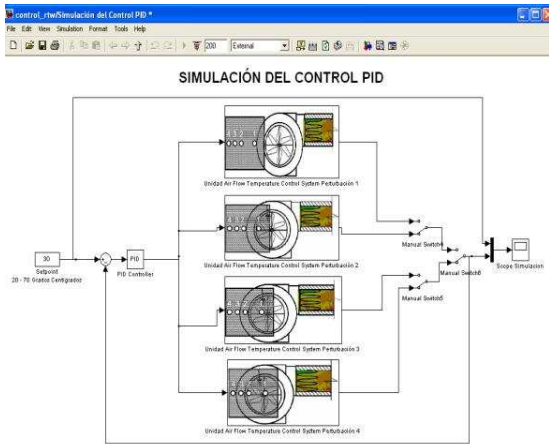 control_rtw/Simulación del Control PID *
File Edit View Simulation Format Tools Help
200 External
SIMULACIÓN DEL CONTROL PID
Unidad Air Flow Temperature Control System Perturbación 1
Unidad Air Flow Temperature Control System Perturbación 2
Manual Switch4
30
Setpoint
20 - 70 Grados Centigrados
PID
PID Controller
Manual Switch6
Scope Simulacion
Manual Switch5
Unidad Air Flow Temperature Control System Perturbación 3
Unidad Air Flow Temperature Control System Perturbación 4